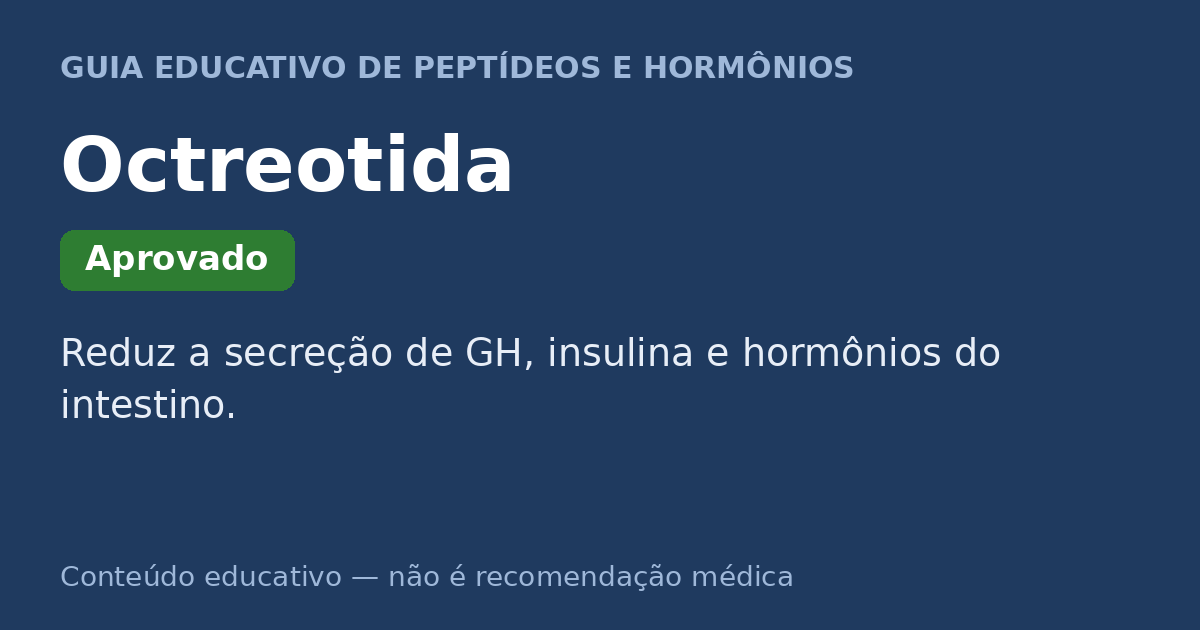 GUIA EDUCATIVO DE PEPTÍDEOS E HORMÔNIOS
Octreotida
Aprovado
Reduz a secreção de GH, insulina e hormônios do
intestino.
Conteúdo educativo — não é recomendação médica